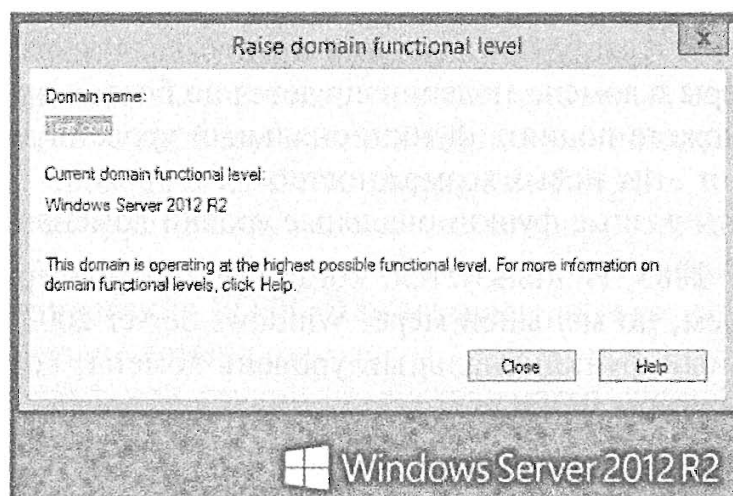 Raise domain functional level
Domain name:
Current domain functional level:
Windows Server 2012 R2
This domain is operating at the highest possible functional level. For more information on
domain functional levels, click Help.
Close
Help
Windows Server 2012 R2